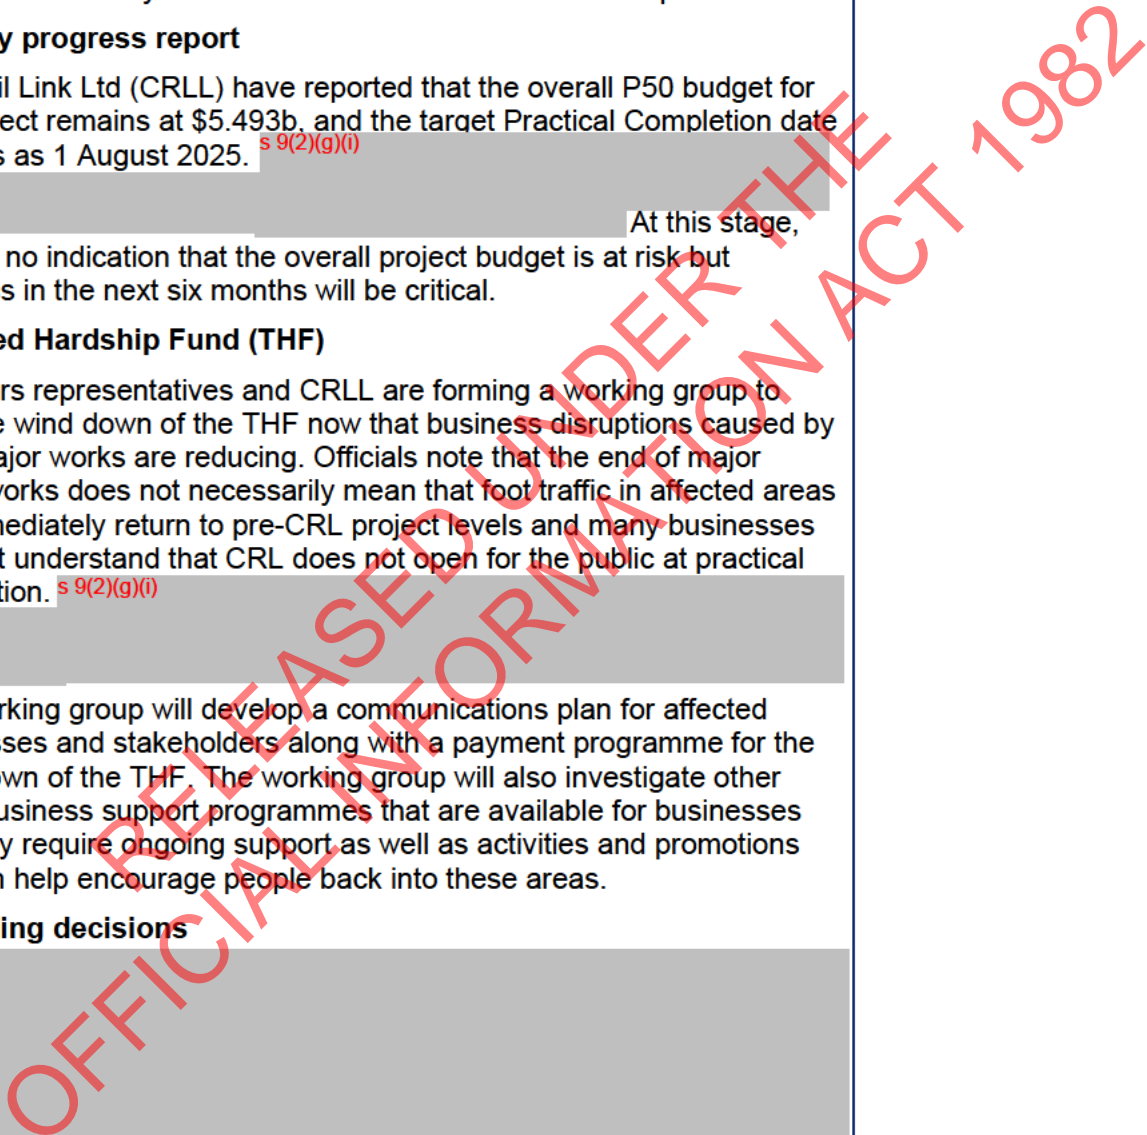 y progress report
il Link Ltd (CRLL) have reported that the overall P50 budget for
ect remains at $5.493b, and the target Practical Completion date
s as 1 August 2025. s 9(2)(g)(i)
At this stage,
no indication that the overall project budget is at risk but
s in the next six months will be critical.
ed Hardship Fund (THF)
rs representatives and CRLL are forming a working group to
e wind down of the THF now that business disruptions caused by
ajor works are reducing. Officials note that the end of major
vorks does not necessarily mean that foot traffic in affected areas
nediately return to pre-CRL project levels and many businesses
t understand that CRL does not open for the public at practical
tion. s 9(2)(g)(i)
rking group will develop a communications plan for affected
sses and stakeholders along with a payment programme for the
own of the THF. The working group will also investigate other
usiness support programmes that are available for businesses
y require ongoing support as well as activities and promotions
n help encourage people back into these areas.
ing decisions
RELEASED UNDER THE
OFFICIAL INFORMATION ACT 1982